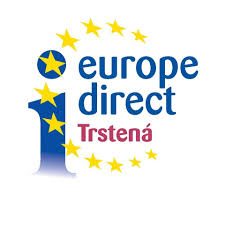 i europe
direct
Trstená